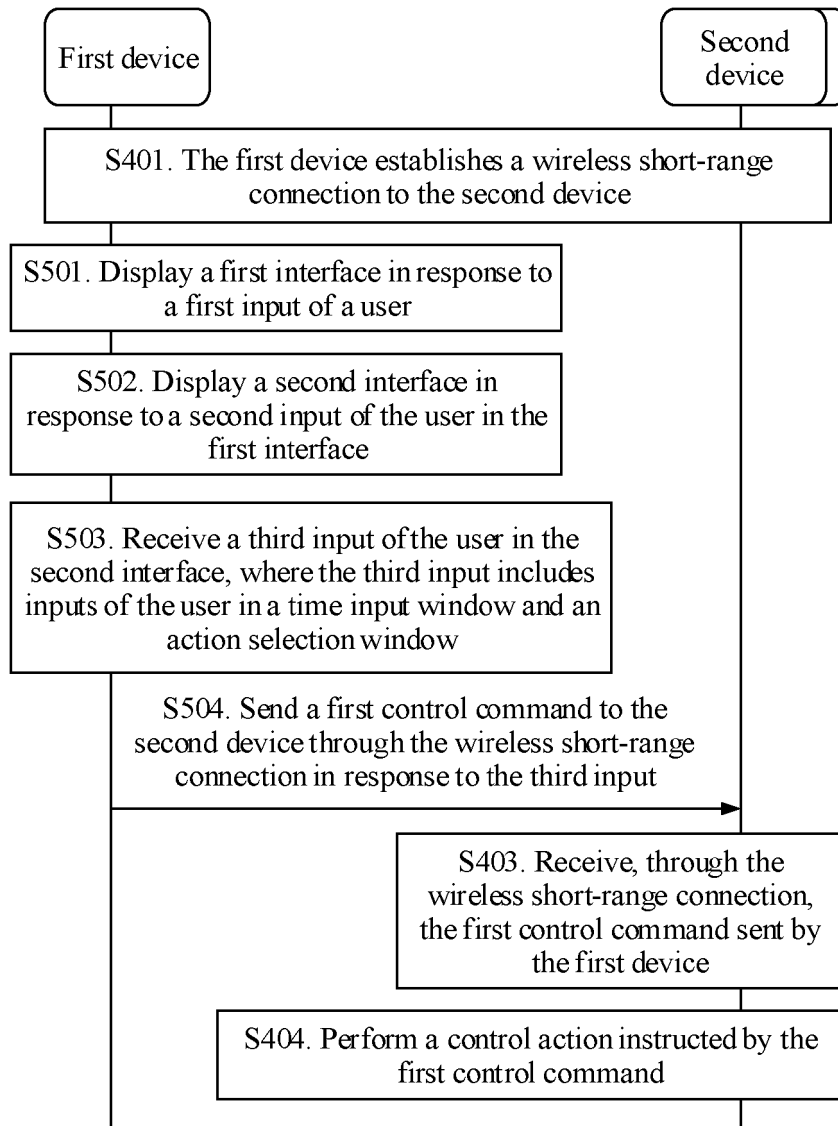 First device
Second
device
S401. The first device establishes a wireless short-range
connection to the second device
S501. Display a first interface in response to
a first input of a user
S502. Display a second interface in
response to a second input of the user in the
first interface
S503. Receive a third input of the user in the
second interface, where the third input includes
inputs of the user in a time input window and an
action selection window
S504. Send a first control command to the
second device through the wireless short-range
connection in response to the third input
S403. Receive, through the
wireless short-range connection,
the first control command sent by
the first device
S404. Perform a control action instructed by the
first control command